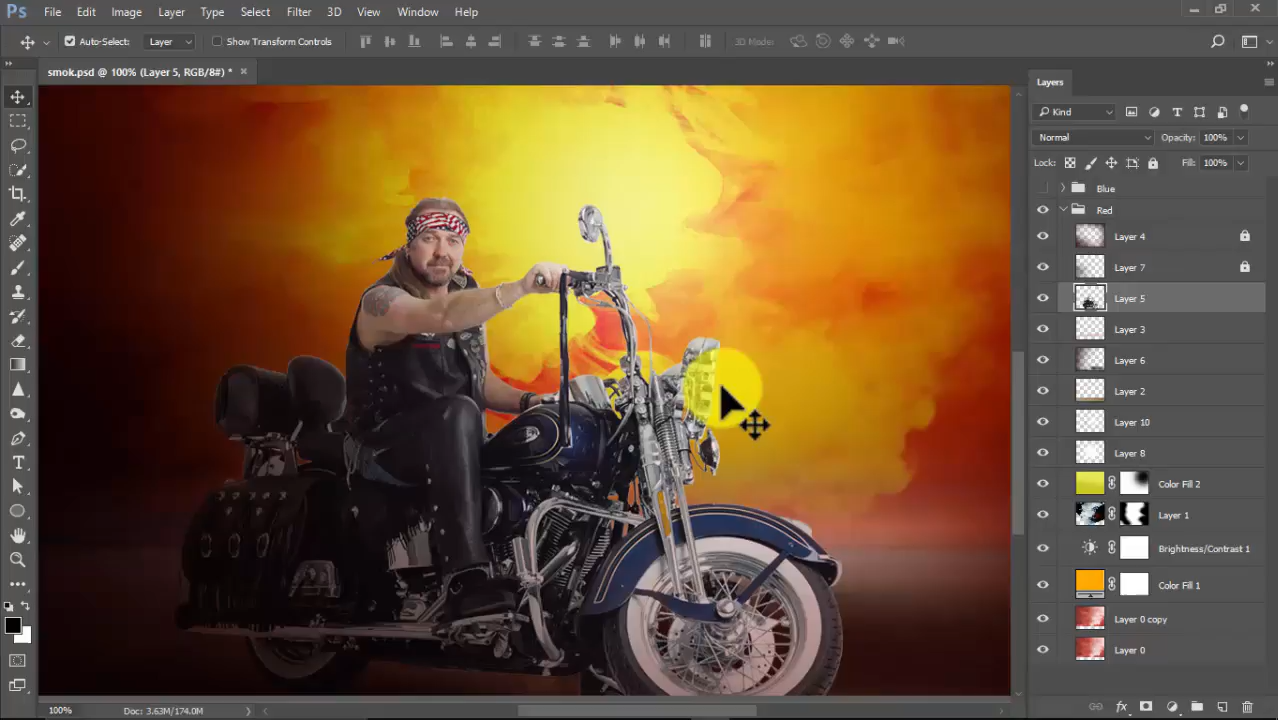 Ps File Edit Image Layer Type Select Filter 3D View Window Help
Auto-Select: Layer Show Transform Controls 3D Mode:
smok.psd @ 100% (Layer 5, RGB/8#) * ×
Layers
Kind
Normal Opacity: 100%
Lock: Fill: 100%
Blue
Red
Layer 4
Layer 7
Layer 5
Layer 3
Layer 6
Layer 2
Layer 10
Layer 8
Color Fill 2
Layer 1
Brightness/Contrast 1
Color Fill 1
Layer 0 copy
Layer 0
100% Doc: 3.63M/174.0M